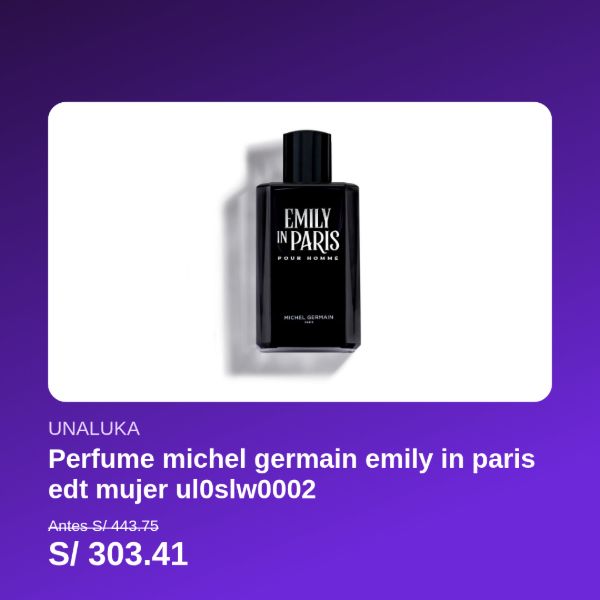 EMILY
IN PARIS
POUR HOMME
MICHEL GERMAIN
PARIS
UNALUKA
Perfume michel germain emily in paris
edt mujer ul0slw0002
Antes S/ 443.75
S/ 303.41